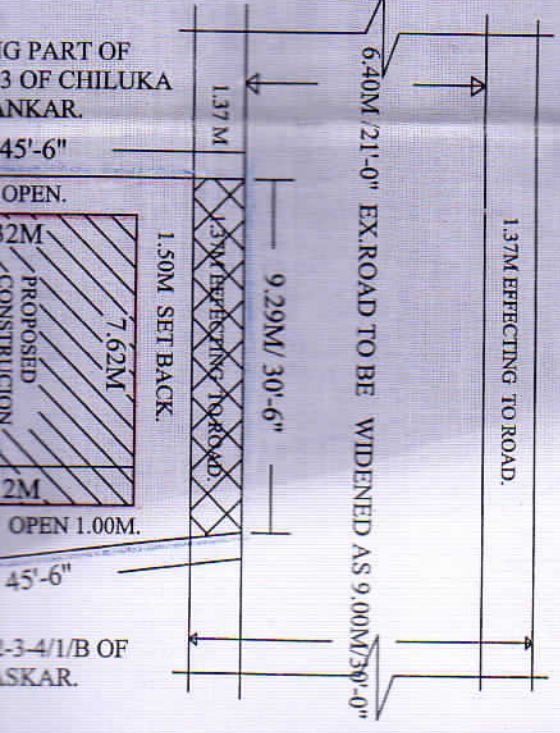 NG PART OF
3 OF CHILUKA
ANKAR.
45'-6"
OPEN.
32M
PROPOSED
CONSTRUCION
7.62M
2M
OPEN 1.00M.
45'-6"
2-3-4/1/B OF
ASKAR.
1.50M SET BACK.
1.37 M
1.37M EFFECTING TO ROAD.
9.29M/ 30'-6"
6.40M /21'-0" EX.ROAD TO BE WIDENED AS 9.00M/30'-0"
1.37M EFFECTING TO ROAD.